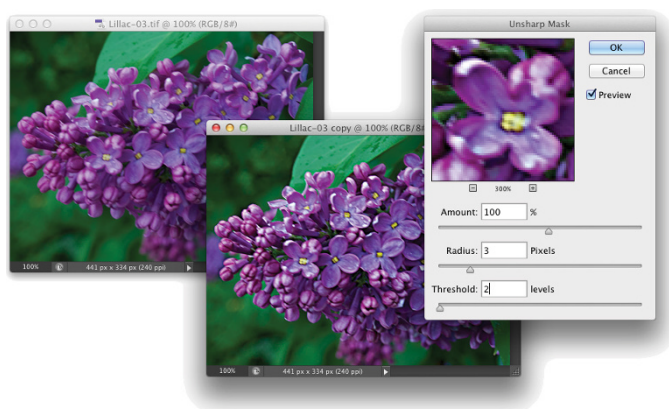 Lillac-03.tif @ 100% (RGB/8#)
100%
441 px x 334 px (240 ppi)
Lillac-03 copy @ 100% (RGB/8#
100%
441 px x 334 px (240 ppi)
Unsharp Mask
OK
Cancel
Preview
300%
Amount: 100 %
Radius: 3 Pixels
Threshold: 2 levels